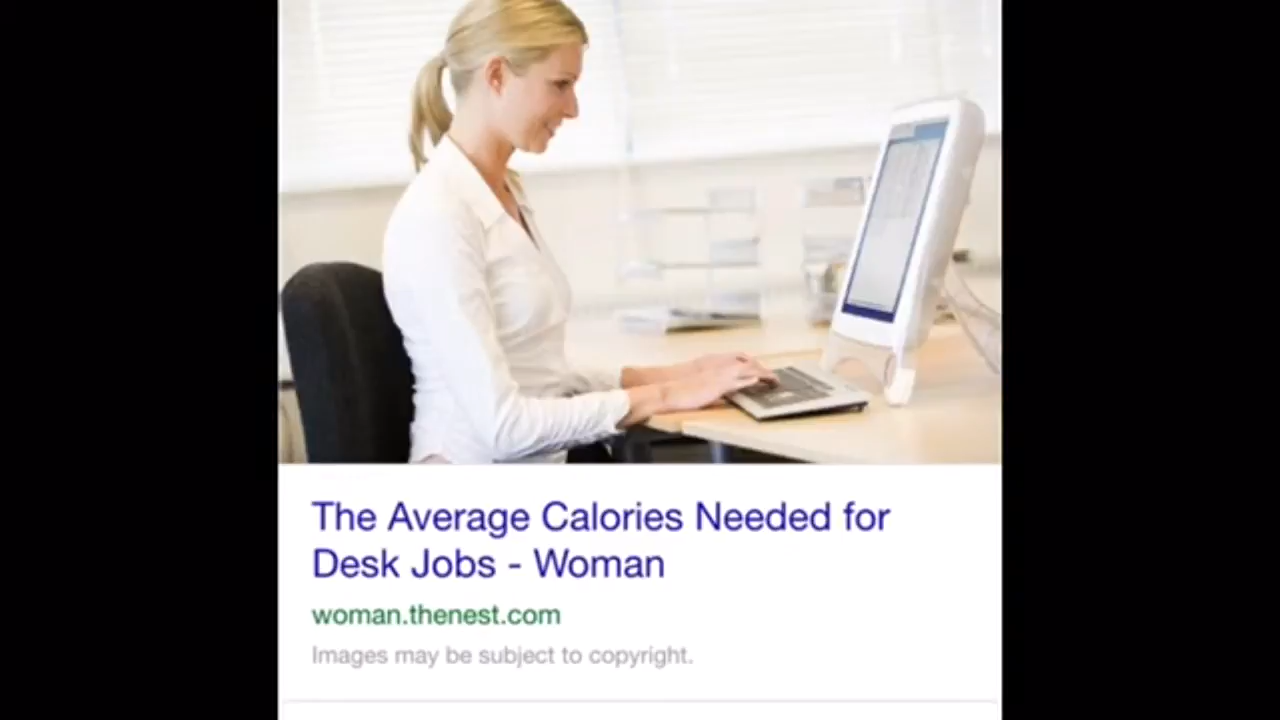 The Average Calories Needed for
Desk Jobs - Woman
woman.thenest.com
Images may be subject to copyright.